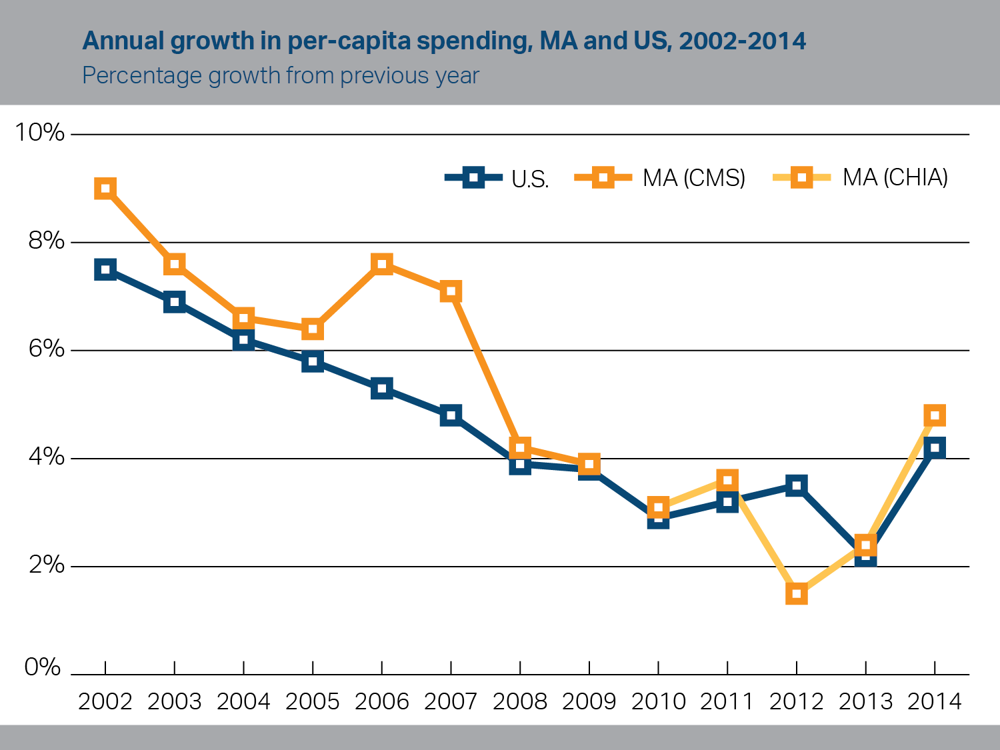 Annual growth in per-capita spending, MA and US, 2002-2014
Percentage growth from previous year
10%
U.S.
MA (CMS)
MA (CHIA)
8%
6%
4%
2%
0%
2002 2003 2004 2005 2006 2007 2008 2009 2010 2011 2012 2013 2014